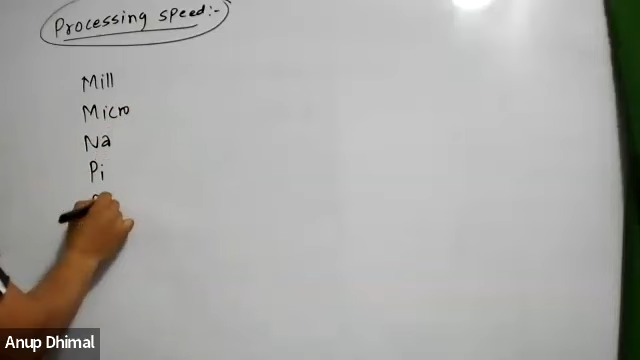 Processing speed:-
Mill
Micro
Na
Pi
Anup Dhimal